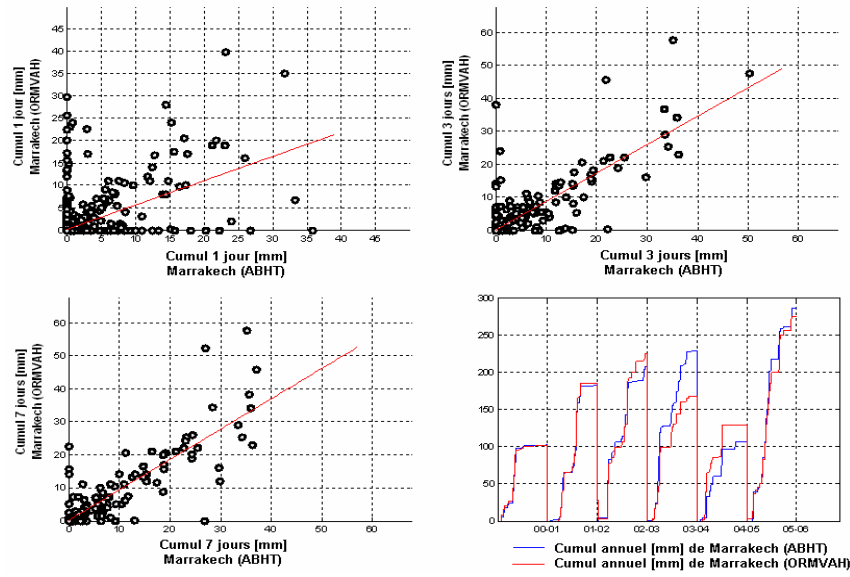 Cumul 1 jour [mm]
Marrakech (ORMVAH)
50
45
40
35
30
25
20
15
10
5
0
0 5 10 15 20 25 30 35 40 45
Cumul 1 jour [mm]
Marrakech (ABHT)
Cumul 3 jours [mm]
Marrakech (ORMVAH)
60
50
40
30
20
10
0
0 10 20 30 40 50 60
Cumul 3 jours [mm]
Marrakech (ABHT)
Cumul 7 jours [mm]
Marrakech (ORMVAH)
60
50
40
30
20
10
0
0 10 20 30 40 50 60
Cumul 7 jours [mm]
Marrakech (ABHT)
300
250
200
150
100
50
0
00-01 01-02 02-03 03-04 04-05 05-06
Cumul annuel [mm] de Marrakech (ABHT)
Cumul annuel [mm] de Marrakech (ORMVAH)